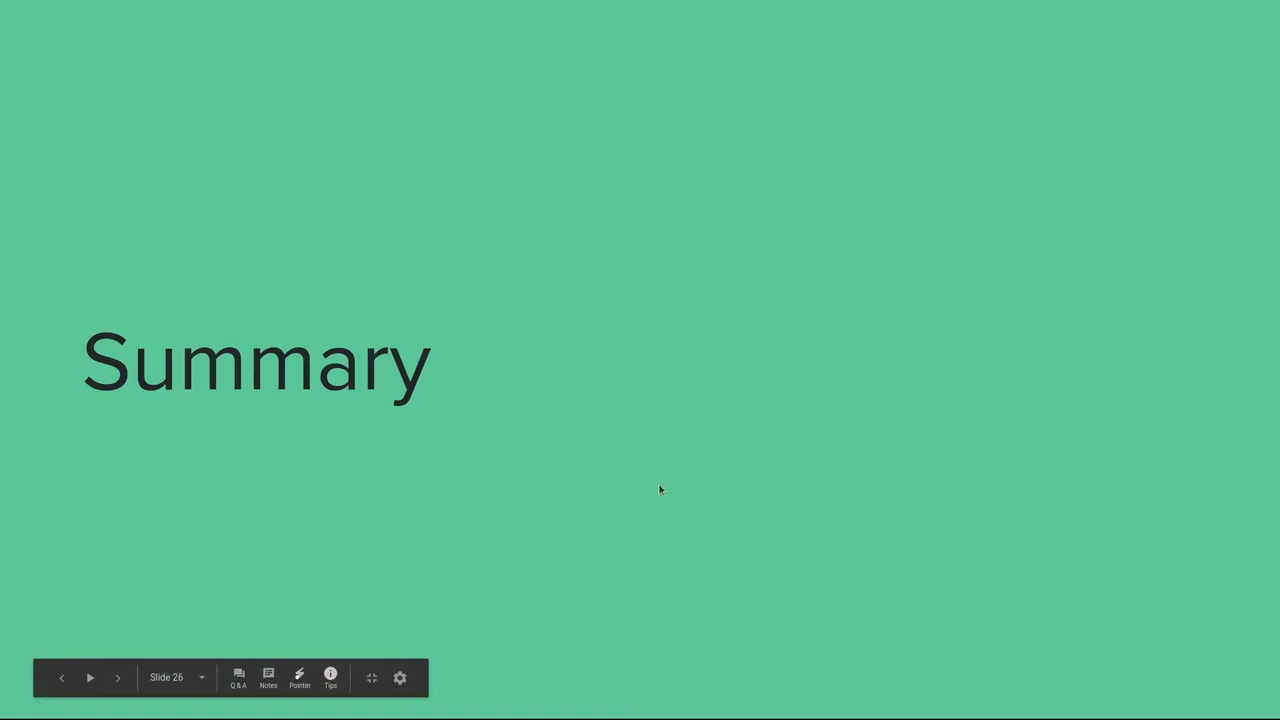 Summary
Slide 26
Q & A
Notes
Pointer
Tips